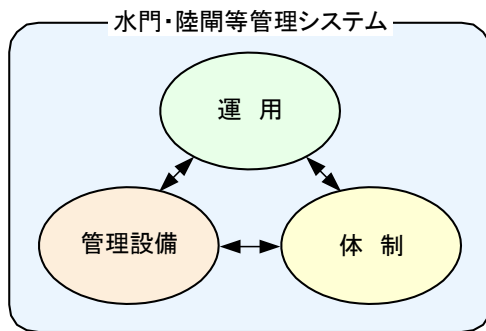 水門・陸閘等管理システム
運 用
管理設備
体 制